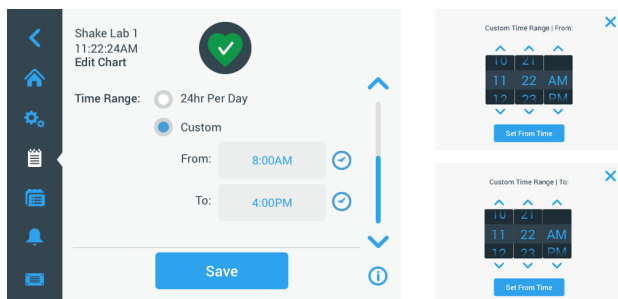 Shake Lab 1
11:22:24AM
Edit Chart
Time Range:
24hr Per Day
Custom
From:
8:00AM
To:
4:00PM
Save
Custom Time Range | From:
10 21
11 22 AM
12 23 PM
Set From Time
Custom Time Range | To:
10 21
11 22 AM
12 23 PM
Set From Time